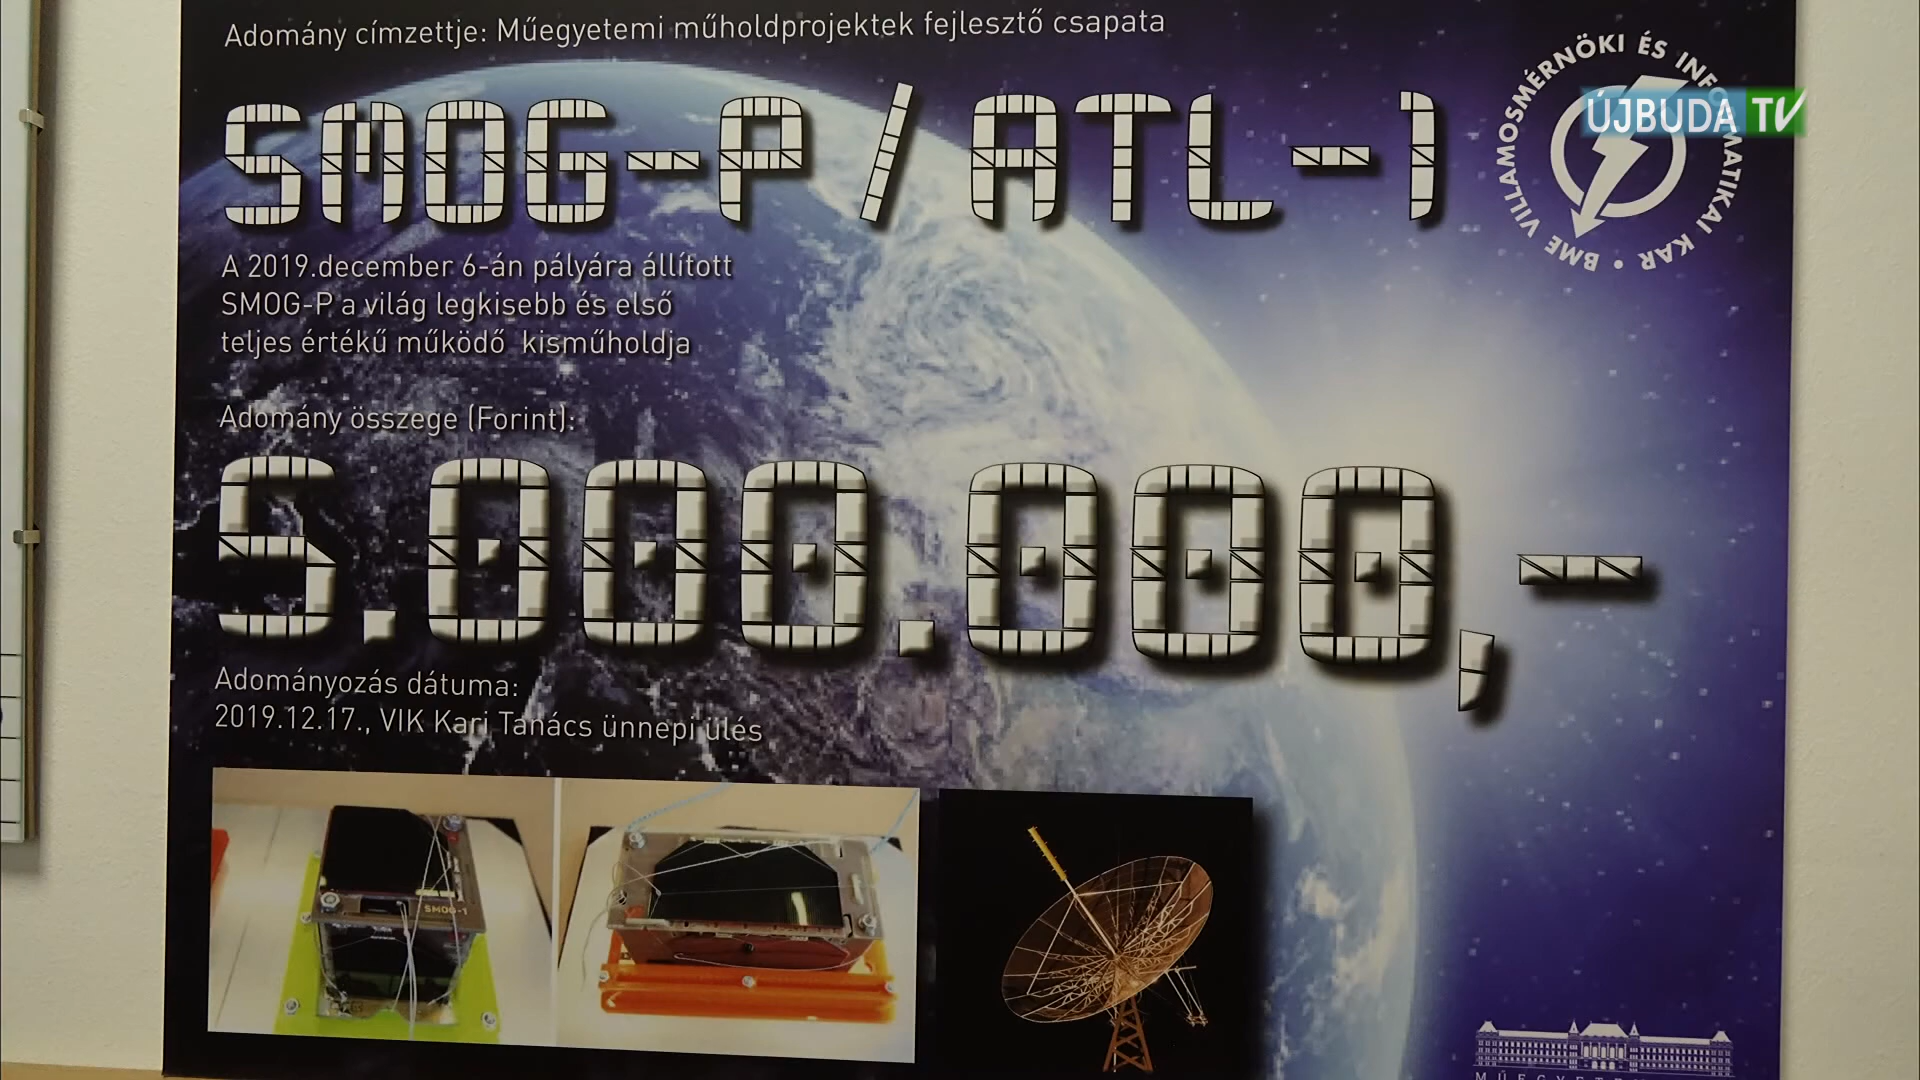 Adomány címzettje: Műegyetemi műholdprojektek fejlesztő csapata
SMOG-P / ATL-1
BME VILLAMOSMÉRNÖKI ÉS INFORMATIKAI KAR •
ÚJBUDA TV
A 2019.december 6-án pályára állított
SMOG-P a világ legkisebb és első
teljes értékű működő kisműholdja
Adomány összege (Forint):
5.000.000,-
Adományozás dátuma:
2019.12.17., VIK Kari Tanács ünnepi ülés
SMOG-1